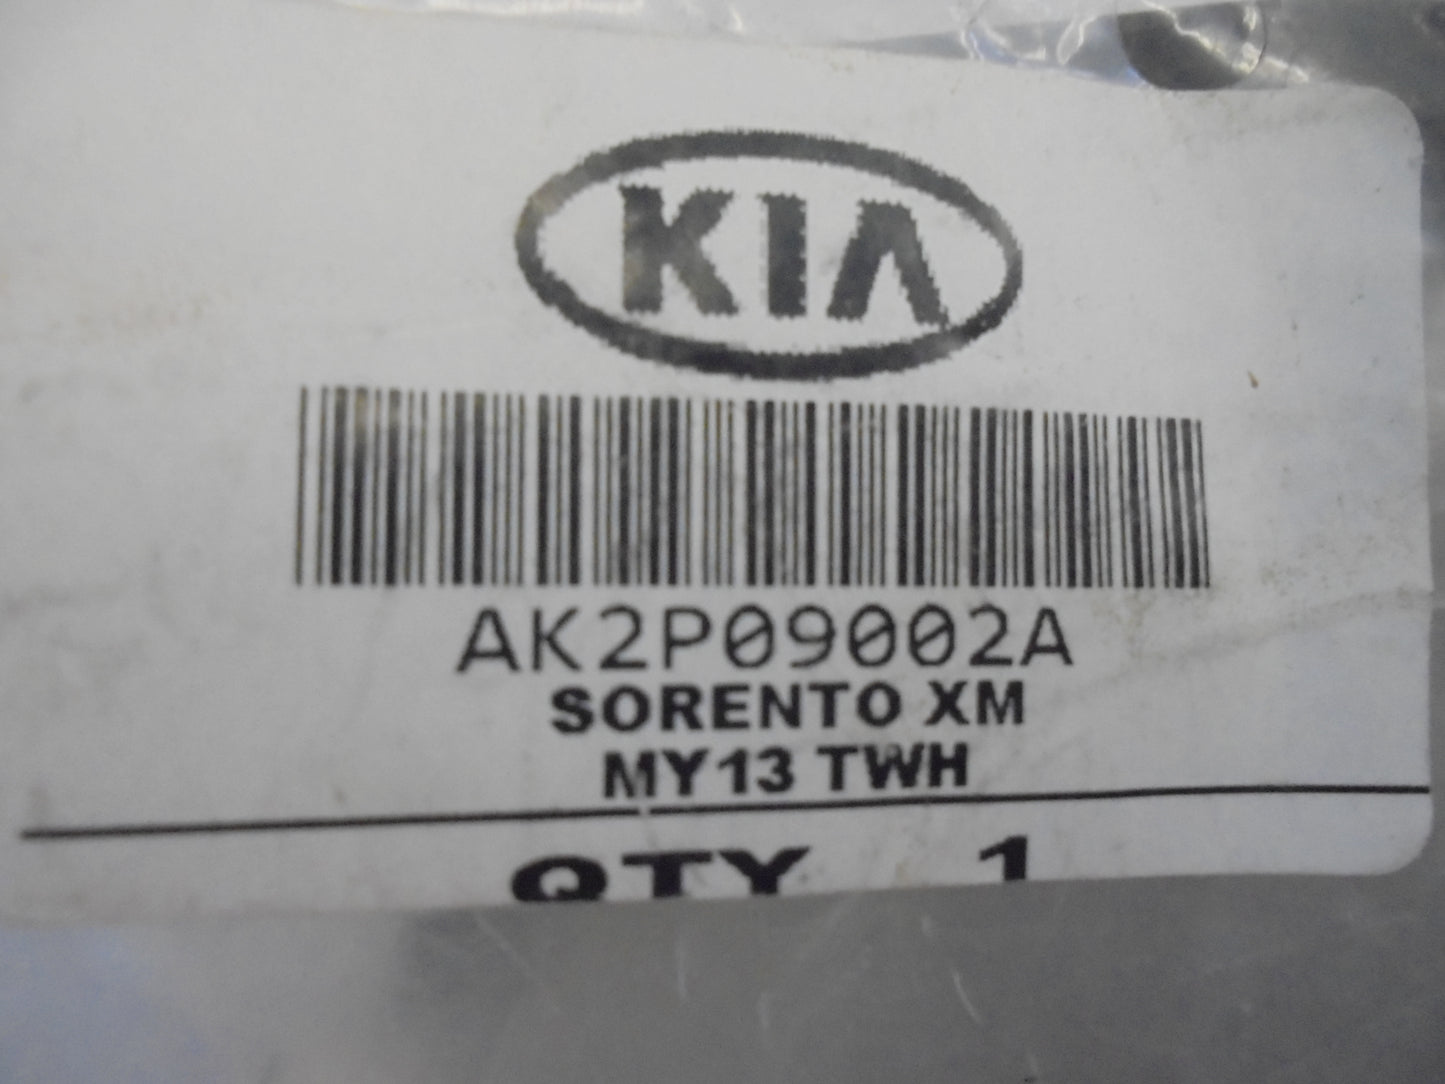 KIA
AK2P09002A
SORENTO XM
MY13 TWH
QTY 1